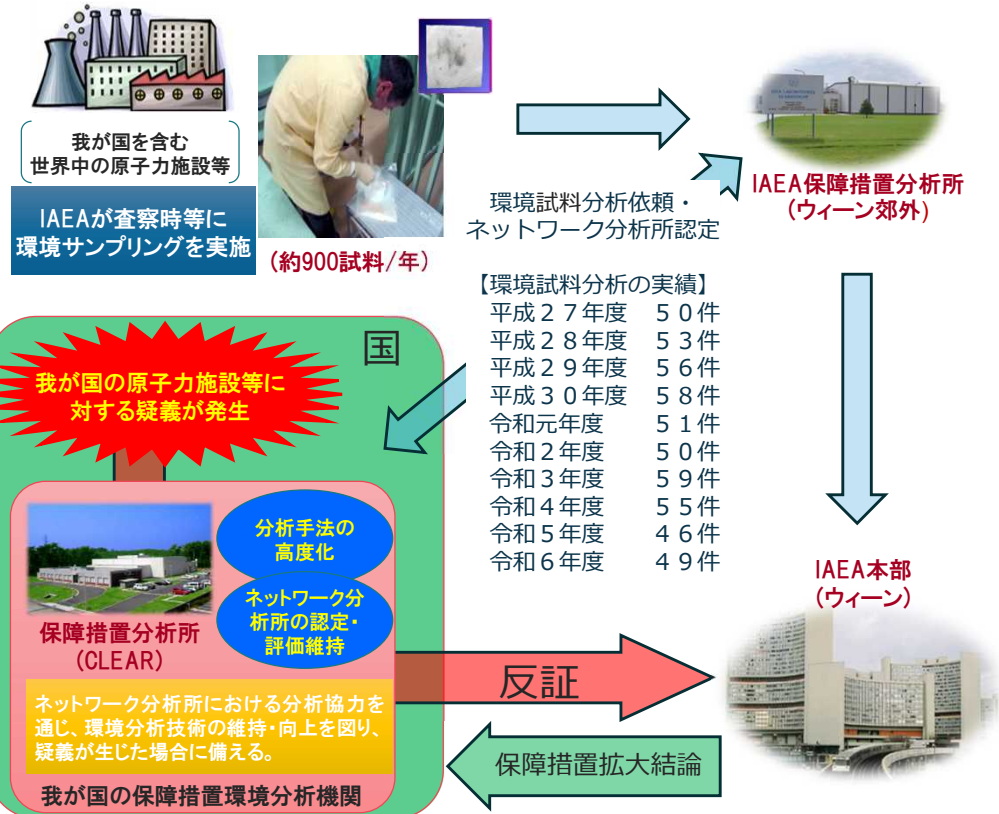 我が国を含む
世界中の原子力施設等
IAEAが査察時等に
環境サンプリングを実施
(約900試料/年)
環境試料分析依頼・
ネットワーク分析所認定
IAEA保障措置分析所
(ウィーン郊外)
【環境試料分析の実績】
平成27年度 50件
平成28年度 53件
平成29年度 56件
平成30年度 58件
令和元年度 51件
令和2年度 50件
令和3年度 59件
令和4年度 55件
令和5年度 46件
令和6年度 49件
国
我が国の原子力施設等に
対する疑義が発生
分析手法の
高度化
ネットワーク分
析所の認定・
評価維持
保障措置分析所
(CLEAR)
ネットワーク分析所における分析協力を
通じ、環境分析技術の維持・向上を図り、
疑義が生じた場合に備える。
我が国の保障措置環境分析機関
IAEA本部
(ウィーン)
反証
保障措置拡大結論